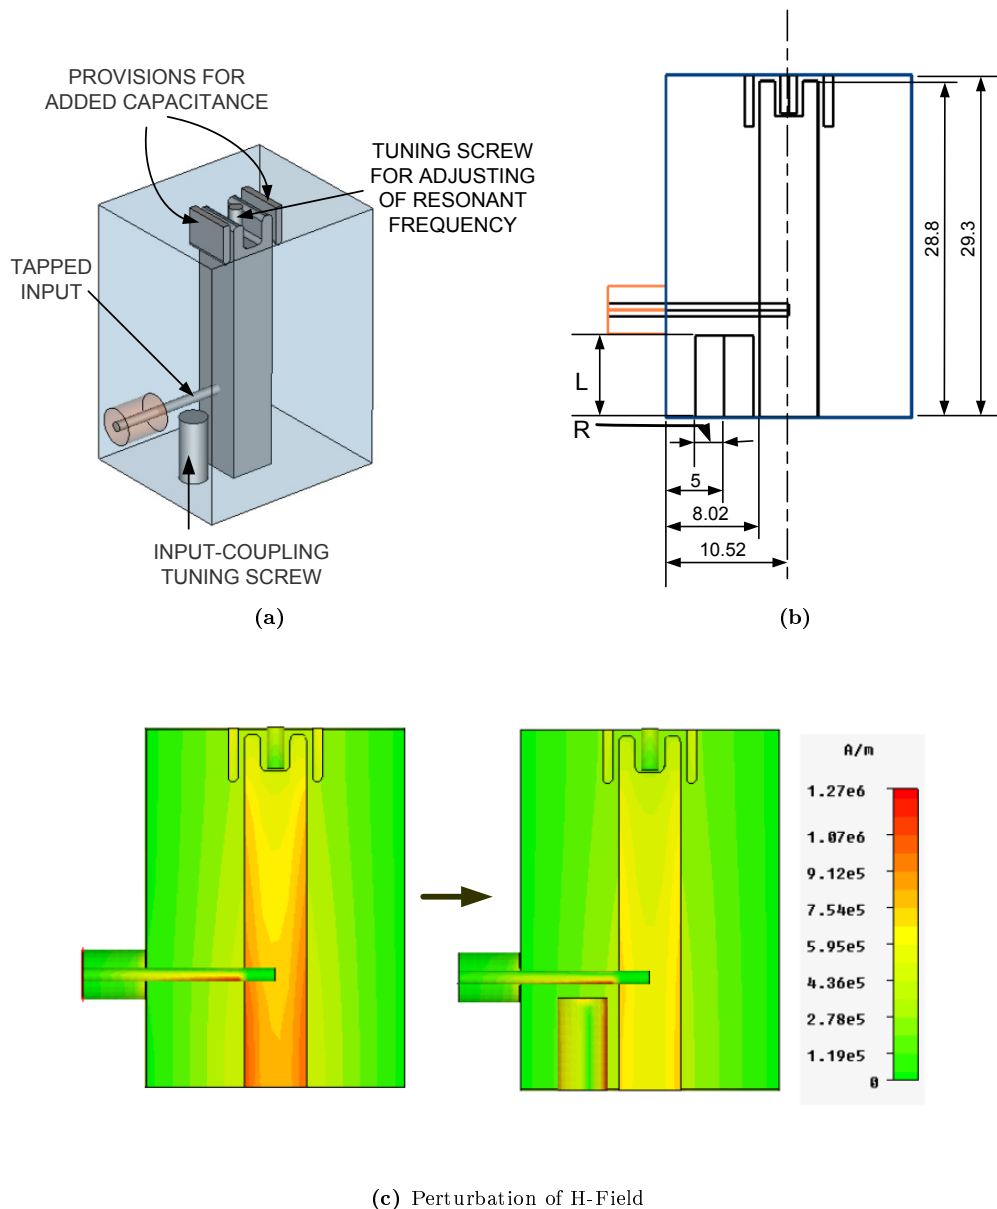 PROVISIONS FOR
ADDED CAPACITANCE
TUNING SCREW
FOR ADJUSTING
OF RESONANT
FREQUENCY
TAPPED
INPUT
INPUT-COUPLING
TUNING SCREW
(a)
28.8
29.3
L
R
5
8.02
10.52
(b)
A/m
1.27e6
1.07e6
9.12e5
7.54e5
5.95e5
4.36e5
2.78e5
1.19e5
0
(c) Perturbation of H-Field